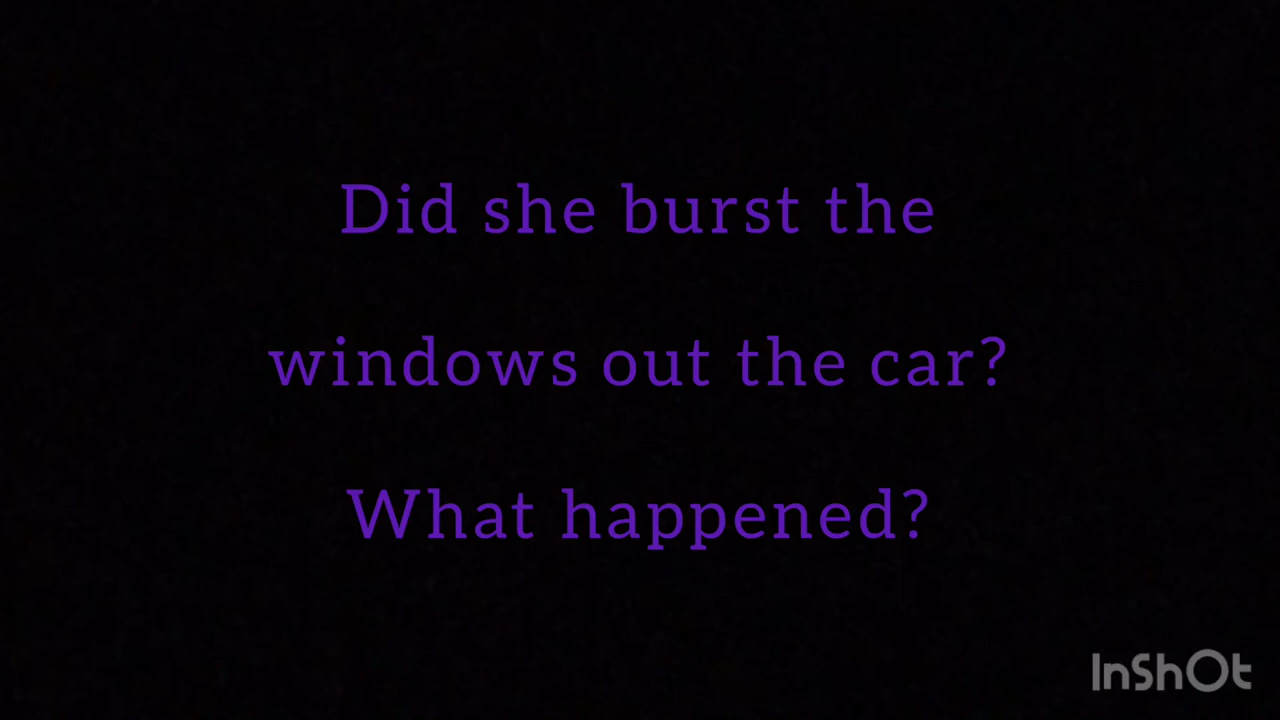 Did she burst the
windows out the car?
What happened?
InShOt